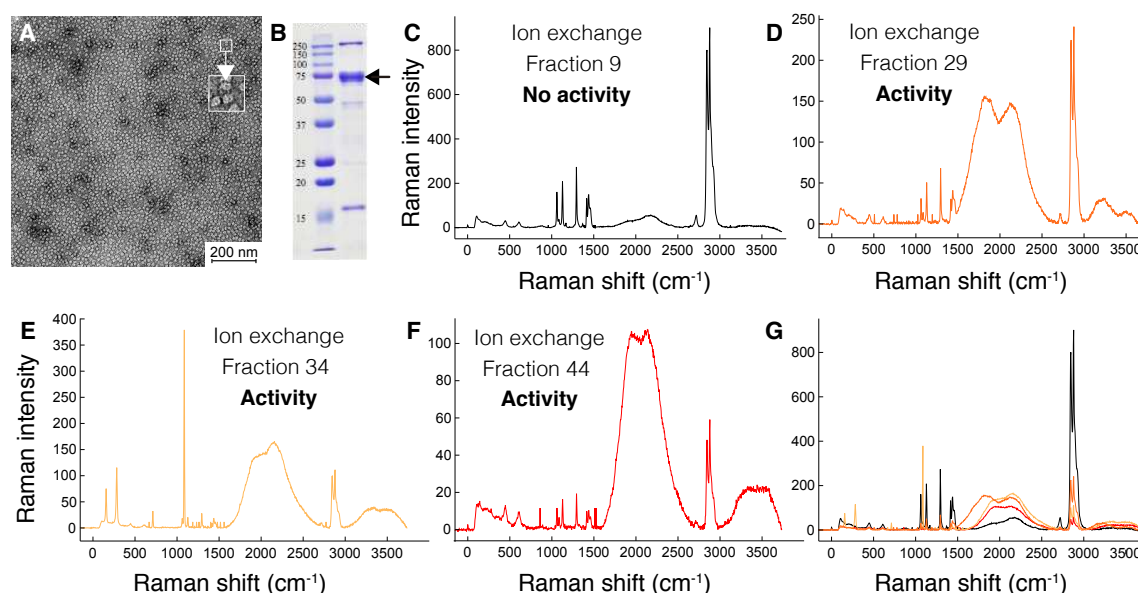 A
200 nm
B
250
150
100
75
50
37
25
20
15
C
Ion exchange
Fraction 9
No activity
Raman intensity
800
600
400
200
0
0 500 1000 1500 2000 2500 3000 3500
Raman shift (cm-1)
D
Ion exchange
Fraction 29
Activity
250
200
150
100
50
0
0 500 1000 1500 2000 2500 3000 3500
Raman shift (cm-1)
E
Ion exchange
Fraction 34
Activity
Raman intensity
400
350
300
250
200
150
100
50
0
0 500 1000 1500 2000 2500 3000 3500
Raman shift (cm-1)
F
Ion exchange
Fraction 44
Activity
100
80
60
40
20
0
0 500 1000 1500 2000 2500 3000 3500
Raman shift (cm-1)
G
800
600
400
200
0
0 500 1000 1500 2000 2500 3000 3500
Raman shift (cm-1)